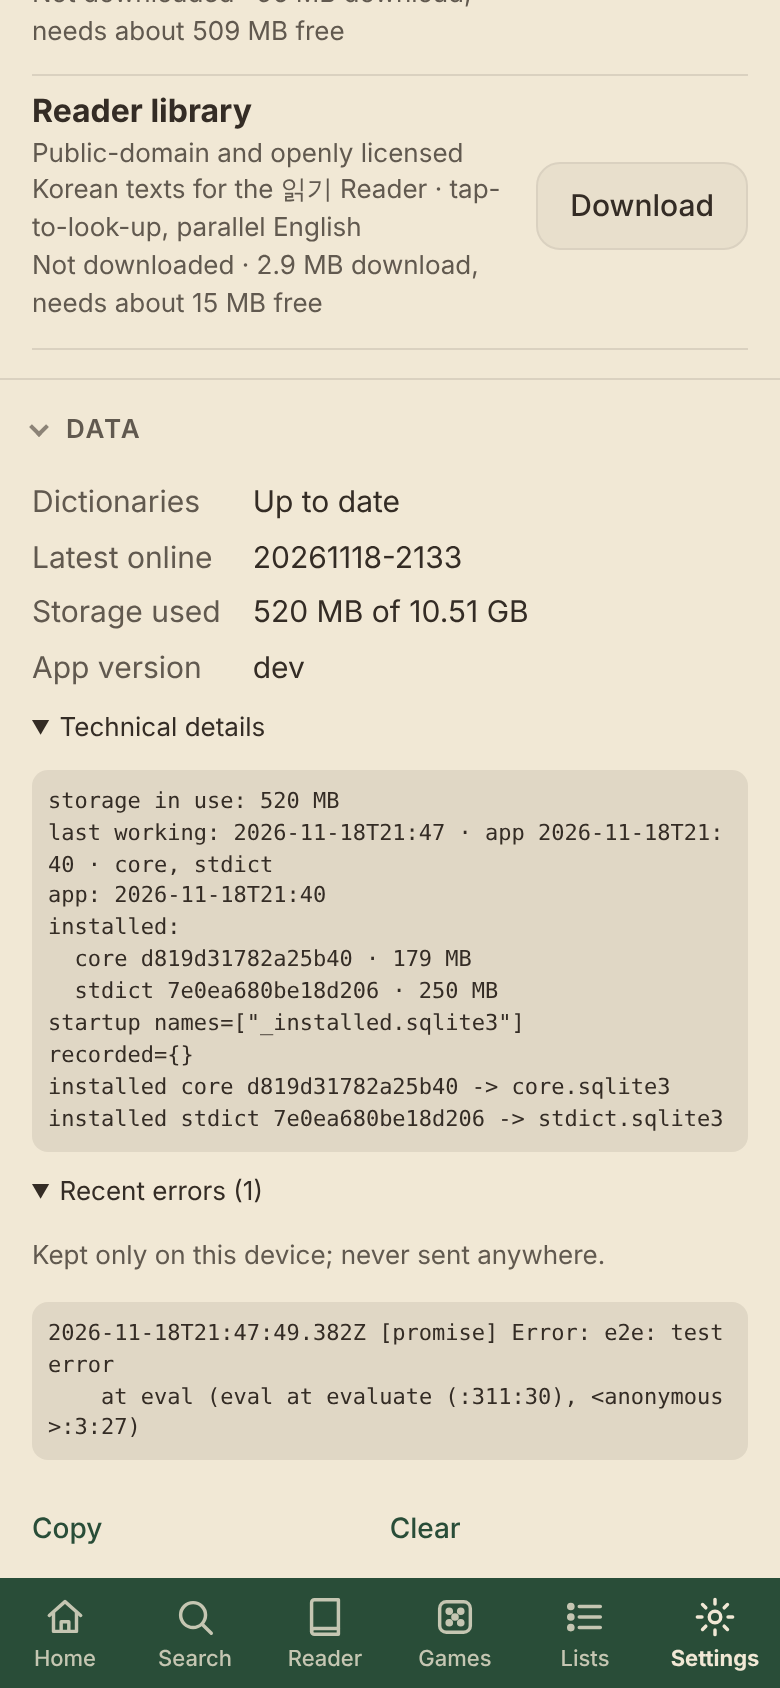 needs about 509 MB free
Reader library
Public-domain and openly licensed
Korean texts for the 읽기 Reader · tap-
to-look-up, parallel English
Not downloaded · 2.9 MB download,
needs about 15 MB free
Download
DATA
Dictionaries Up to date
Latest online 20261118-2133
Storage used 520 MB of 10.51 GB
App version dev
▼ Technical details
storage in use: 520 MB
last working: 2026-11-18T21:47 · app 2026-11-18T21:
40 · core, stdict
app: 2026-11-18T21:40
installed:
  core d819d31782a25b40 · 179 MB
  stdict 7e0ea680be18d206 · 250 MB
startup names=["_installed.sqlite3"]
recorded={}
installed core d819d31782a25b40 -> core.sqlite3
installed stdict 7e0ea680be18d206 -> stdict.sqlite3
▼ Recent errors (1)
Kept only on this device; never sent anywhere.
2026-11-18T21:47:49.382Z [promise] Error: e2e: test
error
    at eval (eval at evaluate (:311:30), <anonymous
>:3:27)
Copy Clear
Home Search Reader Games Lists Settings